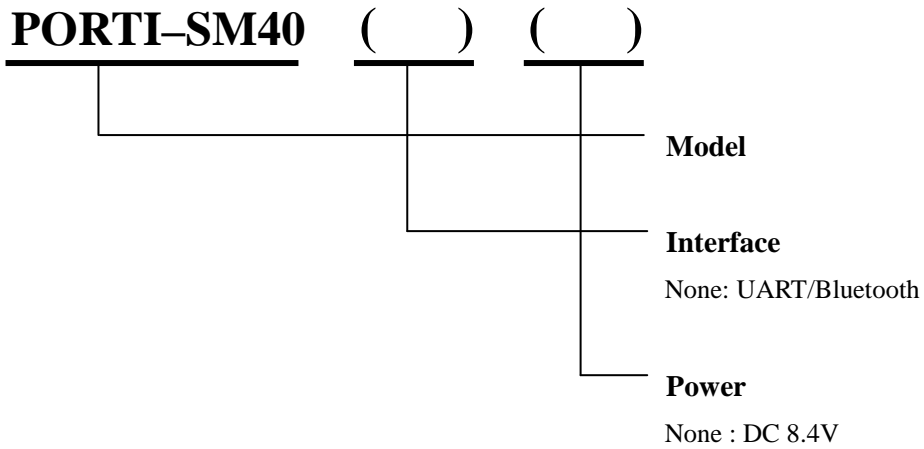 PORTI–SM40 (    ) (    )
Model
Interface
None: UART/Bluetooth
Power
None : DC 8.4V